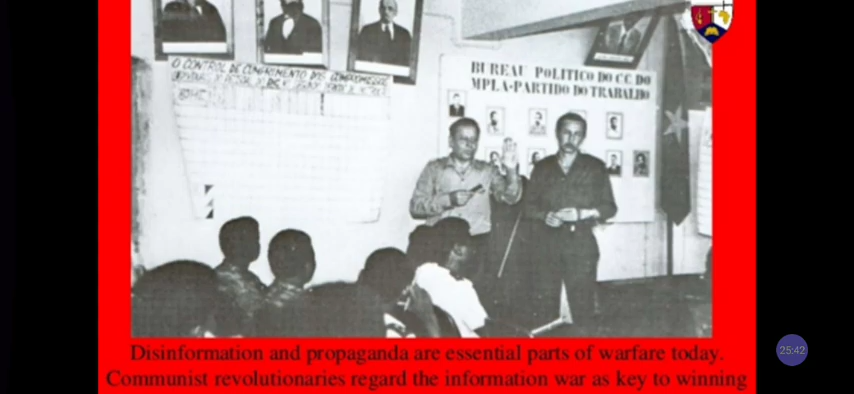 O CONTROL DE CUMPRIMENTO DOS COMPROMISSOS
BUREAU POLITICO DO C.C. DO
MPLA-PARTIDO DO TRABALHO
Disinformation and propaganda are essential parts of warfare today.
Communist revolutionaries regard the information war as key to winning
25:42